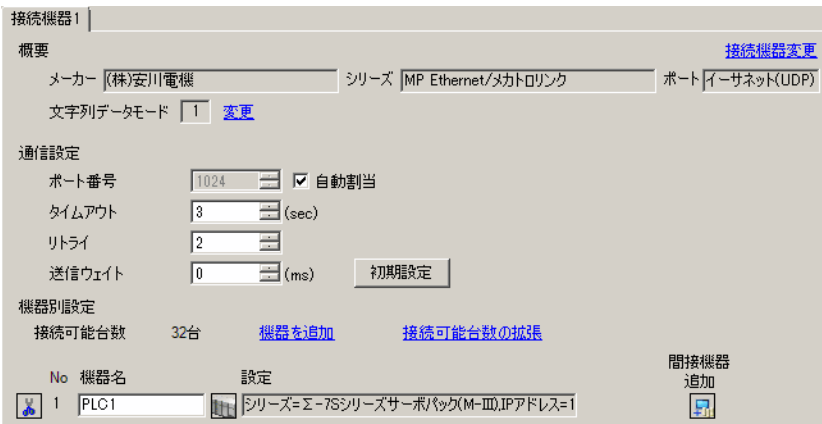 接続機器1
概要
接続機器変更
メーカー (株)安川電機 シリーズ MP Ethernet/メカトロリンク ポート イーサネット(UDP)
文字列データモード 1 変更
通信設定
ポート番号 1024 自動割当
タイムアウト 3 (sec)
リトライ 2
送信ウェイト 0 (ms) 初期設定
機器別設定
接続可能台数 32台 機器を追加 接続可能台数の拡張
間接機器
追加
No 機器名 設定
1 PLC1 シリーズ=Σ-7Sシリーズサーボパック(M-Ⅲ),IPアドレス=1